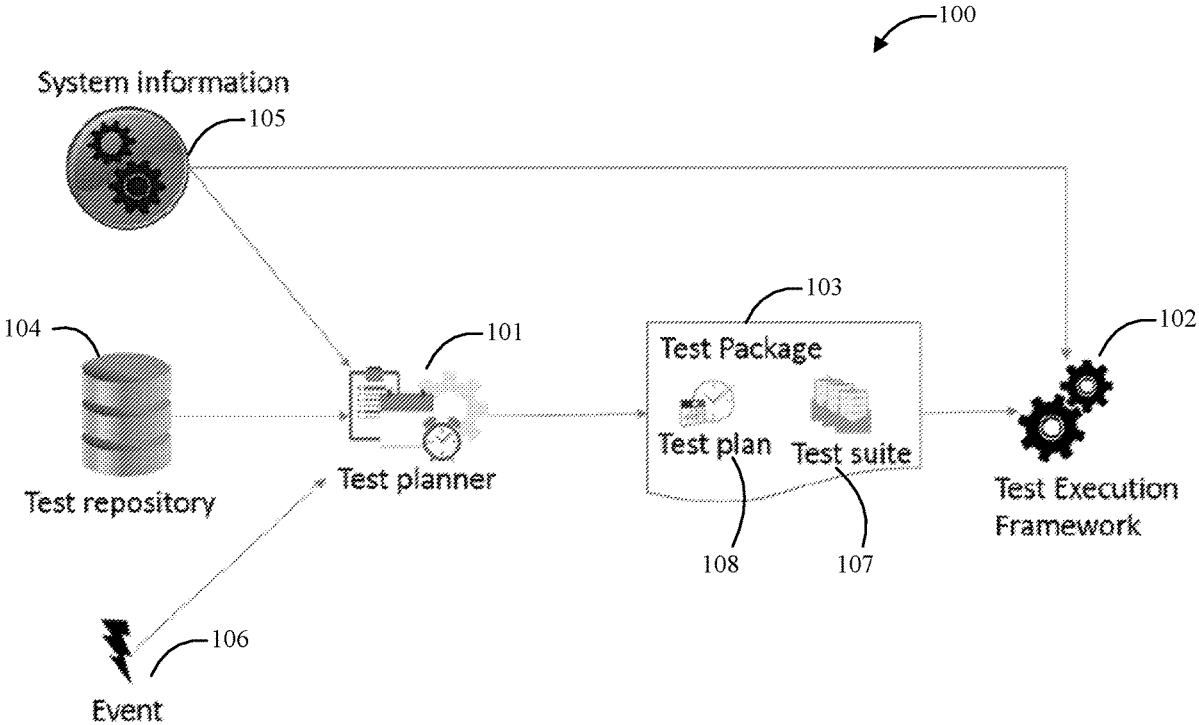 100
System information
105
104
Test repository
101
Test planner
103
Test Package
Test plan
Test suite
108
107
102
Test Execution
Framework
106
Event